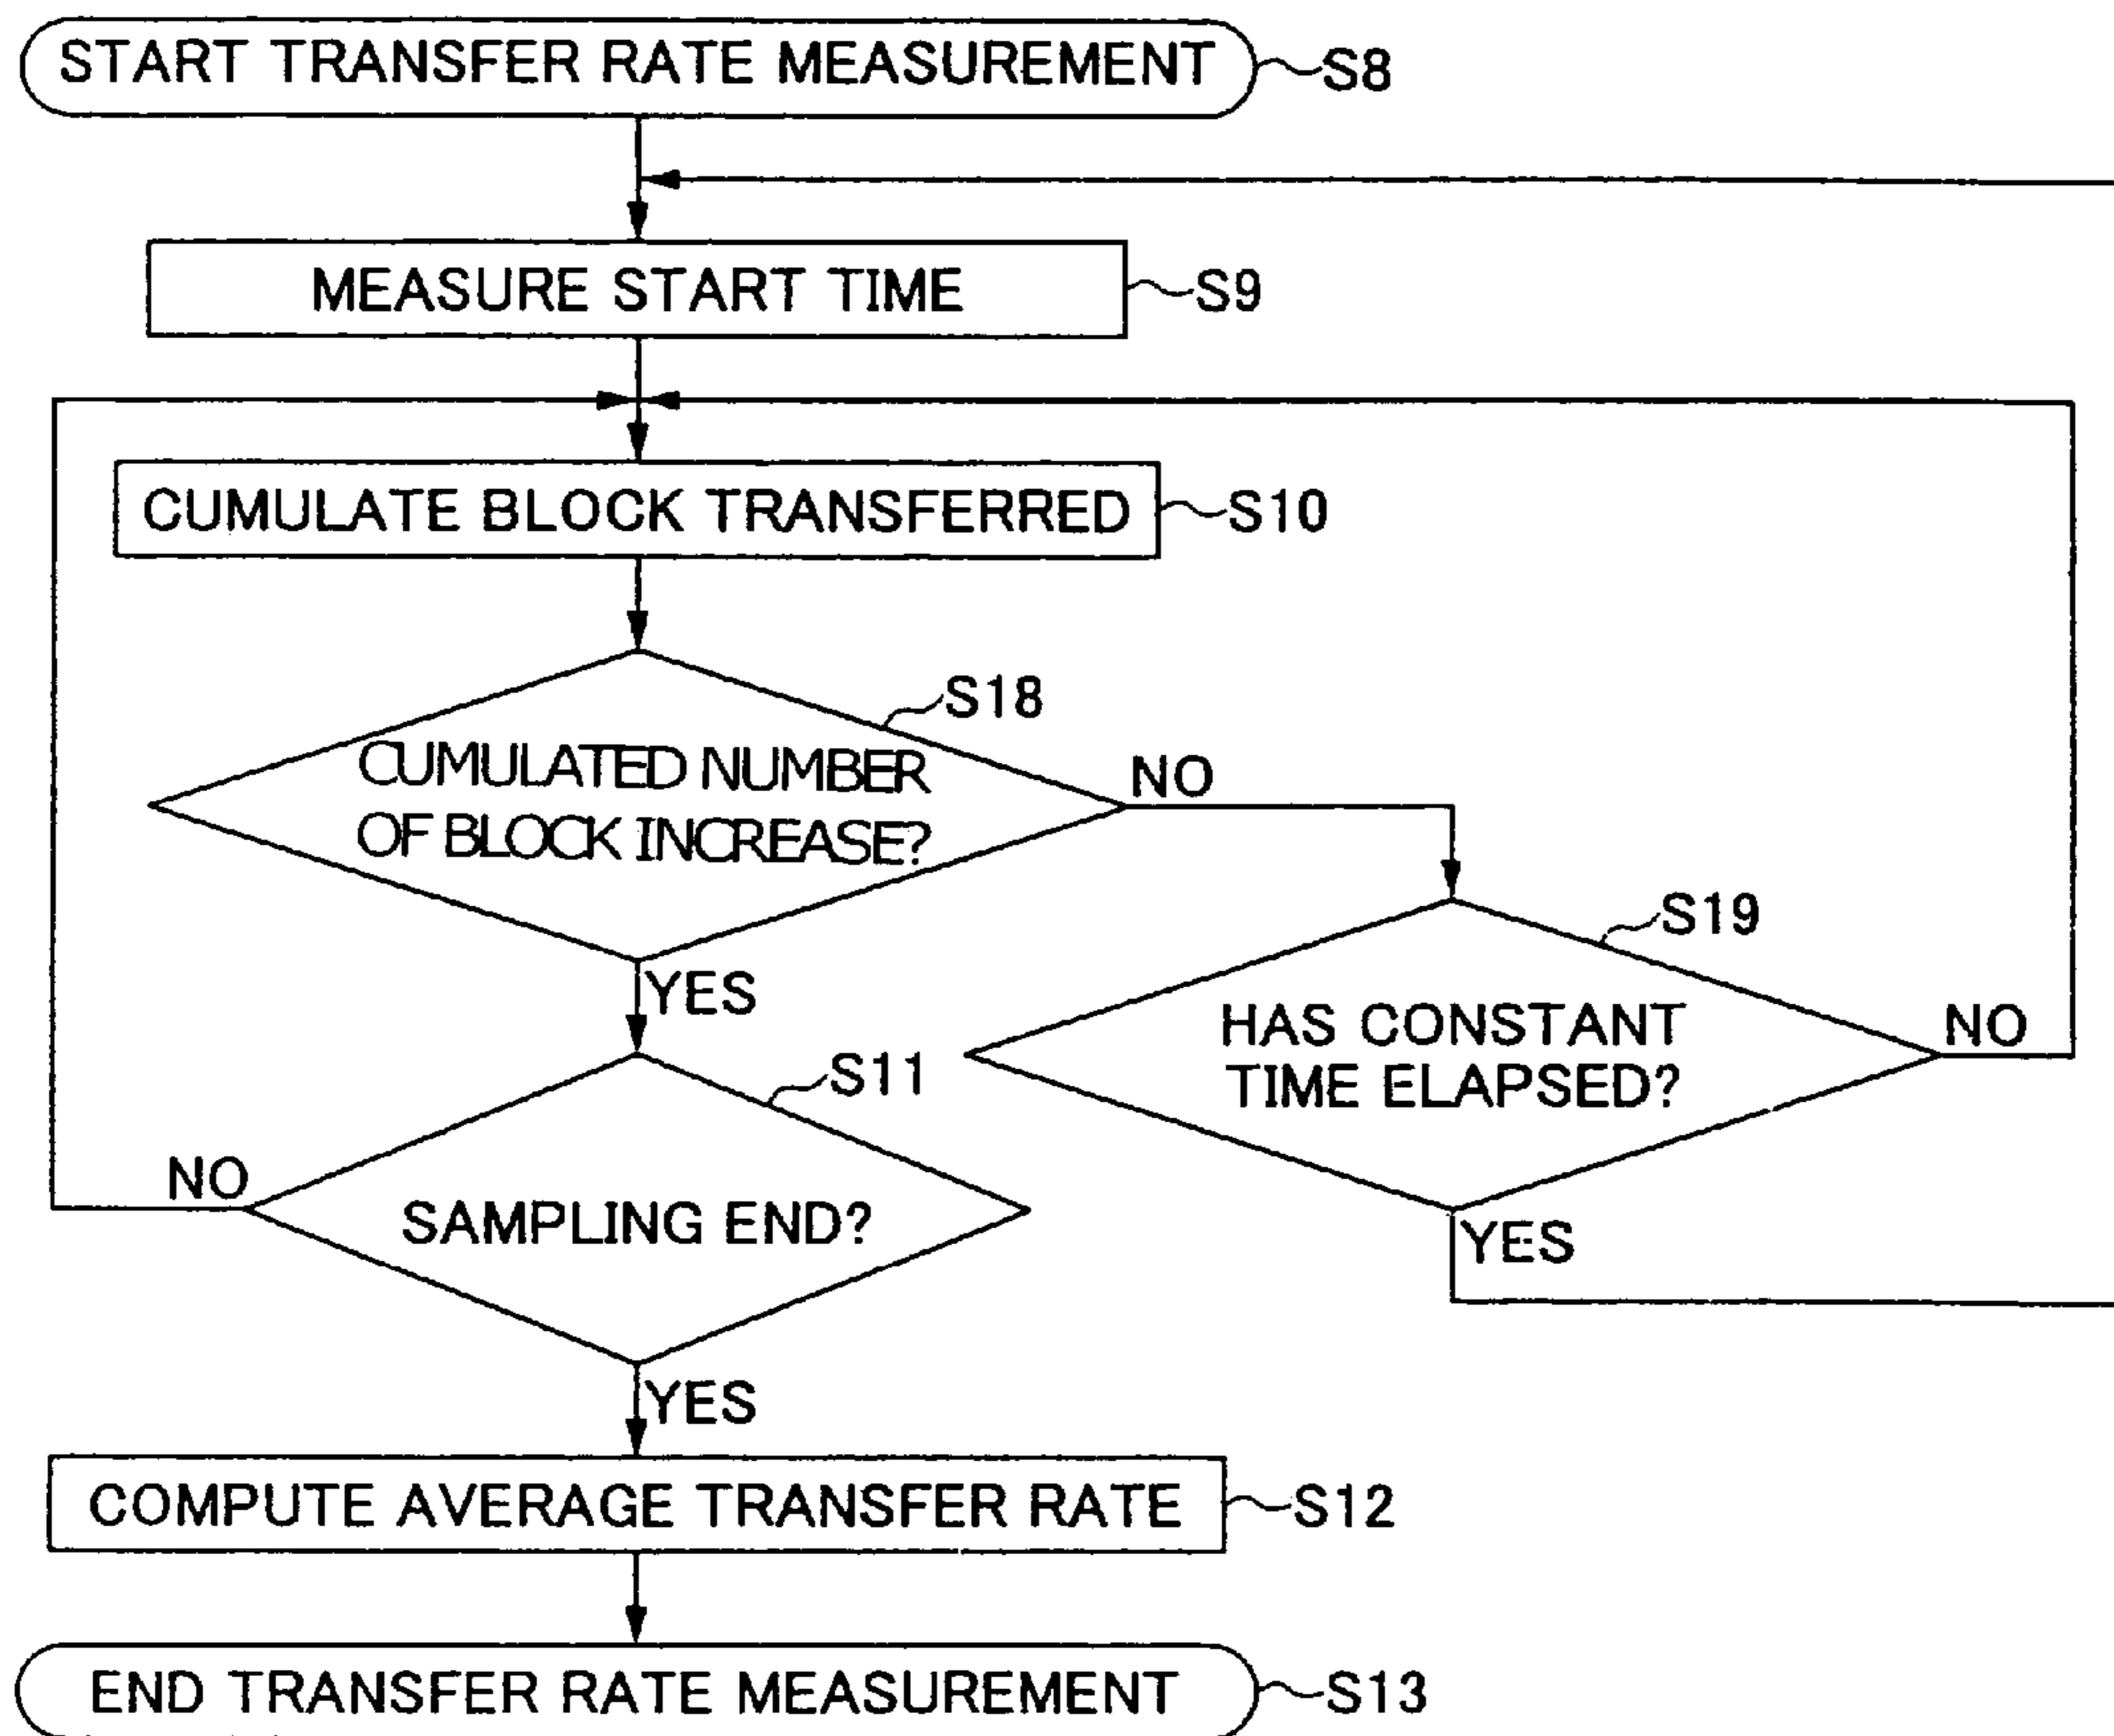 START TRANSFER RATE MEASUREMENT S8
MEASURE START TIME S9
CUMULATE BLOCK TRANSFERRED S10
S18
CUMULATED NUMBER
OF BLOCK INCREASE?
NO
YES
S19
HAS CONSTANT
TIME ELAPSED?
NO
YES
S11
SAMPLING END?
NO
YES
COMPUTE AVERAGE TRANSFER RATE S12
END TRANSFER RATE MEASUREMENT S13